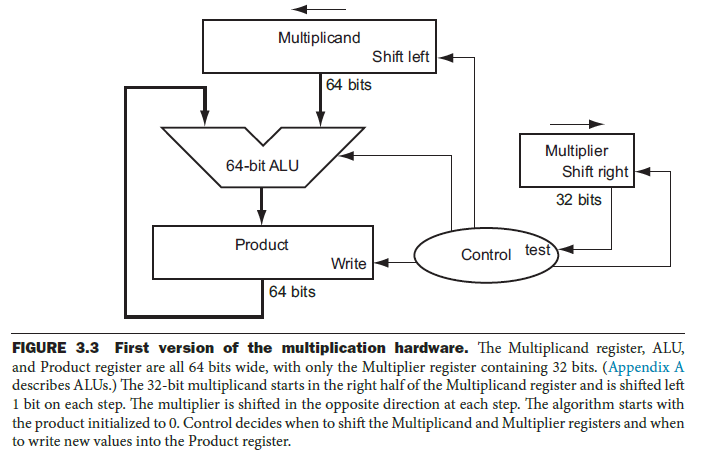 Multiplicand
Shift left
64 bits
64-bit ALU
Multiplier
Shift right
32 bits
Product
Write
Control test
64 bits
FIGURE 3.3 First version of the multiplication hardware. The Multiplicand register, ALU,
and Product register are all 64 bits wide, with only the Multiplier register containing 32 bits. (Appendix A
describes ALUs.) The 32-bit multiplicand starts in the right half of the Multiplicand register and is shifted left
1 bit on each step. The multiplier is shifted in the opposite direction at each step. The algorithm starts with
the product initialized to 0. Control decides when to shift the Multiplicand and Multiplier registers and when
to write new values into the Product register.